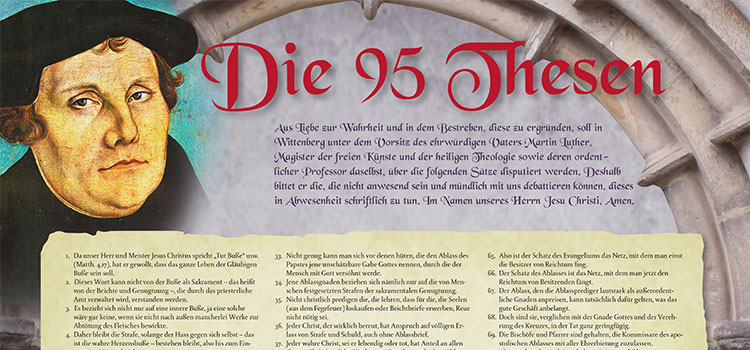 Die 95 Thesen
Aus Liebe zur Wahrheit und in dem Bestreben, diese zu ergründen, soll in
Wittenberg unter dem Vorsitz des ehrwürdigen Vaters Martin Luther,
Magister der freien Künste und der heiligen Theologie sowie deren ordent-
licher Professor daselbst, über die folgenden Sätze disputiert werden. Deshalb
bittet er die, die nicht anwesend sein und mündlich mit uns debattieren können, dieses
in Abwesenheit schriftlich zu tun. Im Namen unseres Herrn Jesu Christi, Amen.
1. Da unser Herr und Meister Jesus Christus spricht „Tut Buße“ usw.
(Matth. 4,17), hat er gewollt, dass das ganze Leben der Gläubigen
Buße sein soll.
2. Dieses Wort kann nicht von der Buße als Sakrament – das heißt
von der Beichte und Genugtuung –, die durch das priesterliche
Amt verwaltet wird, verstanden werden.
3. Es bezieht sich nicht nur auf eine innere Buße, ja eine solche
wäre gar keine, wenn sie nicht nach außen mancherlei Werke zur
Abtötung des Fleisches bewirkte.
4. Daher bleibt die Strafe, solange der Hass gegen sich selbst – das
ist die wahre Herzensbuße – bestehen bleibt, also bis zum Ein-
33. Nicht genug kann man sich vor denen hüten, die den Ablass des
Papstes jene unschätzbare Gabe Gottes nennen, durch die der
Mensch mit Gott versöhnt werde.
34. Jene Ablassgnaden beziehen sich nämlich nur auf die von Men-
schen festgesetzten Strafen der sakramentalen Genugtuung.
35. Nicht christlich predigen die, die lehren, dass für die, die Seelen
(aus dem Fegefeuer) loskaufen oder Beichtbriefe erwerben, Reue
nicht nötig sei.
36. Jeder Christ, der wirklich bereut, hat Anspruch auf völligen Er-
lass von Strafe und Schuld, auch ohne Ablassbrief.
37. Jeder wahre Christ, sei er lebendig oder tot, hat Anteil an allen
65. Also ist der Schatz des Evangeliums das Netz, mit dem man einst
die Besitzer von Reichtum fing.
66. Der Schatz des Ablasses ist das Netz, mit dem man jetzt den
Reichtum von Besitzenden fängt.
67. Der Ablass, den die Ablassprediger lautstark als außerordent-
liche Gnaden anpreisen, kann tatsächlich dafür gelten, was das
gute Geschäft anbelangt.
68. Doch sind sie, verglichen mit der Gnade Gottes und der Vereh-
rung des Kreuzes, in der Tat ganz geringfügig.
69. Die Bischöfe und Pfarrer sind gehalten, die Kommissare des apo-
stolischen Ablasses mit aller Ehrerbietung zuzulassen.